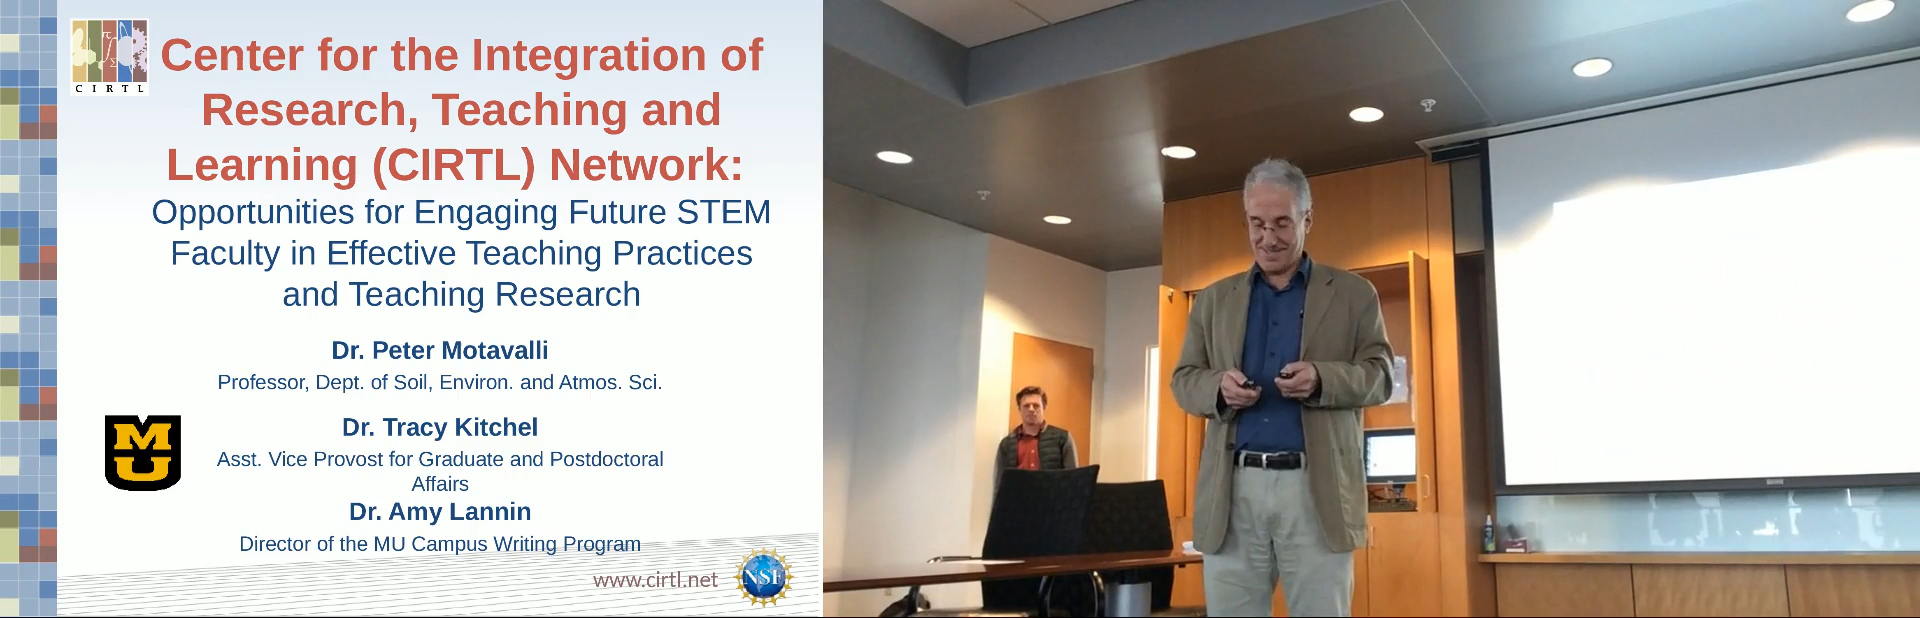 CIRTL
Center for the Integration of
Research, Teaching and
Learning (CIRTL) Network:
Opportunities for Engaging Future STEM
Faculty in Effective Teaching Practices
and Teaching Research
Dr. Peter Motavalli
Professor, Dept. of Soil, Environ. and Atmos. Sci.
Dr. Tracy Kitchel
Asst. Vice Provost for Graduate and Postdoctoral
Affairs
MU
Dr. Amy Lannin
Director of the MU Campus Writing Program
www.cirtl.net
NSF